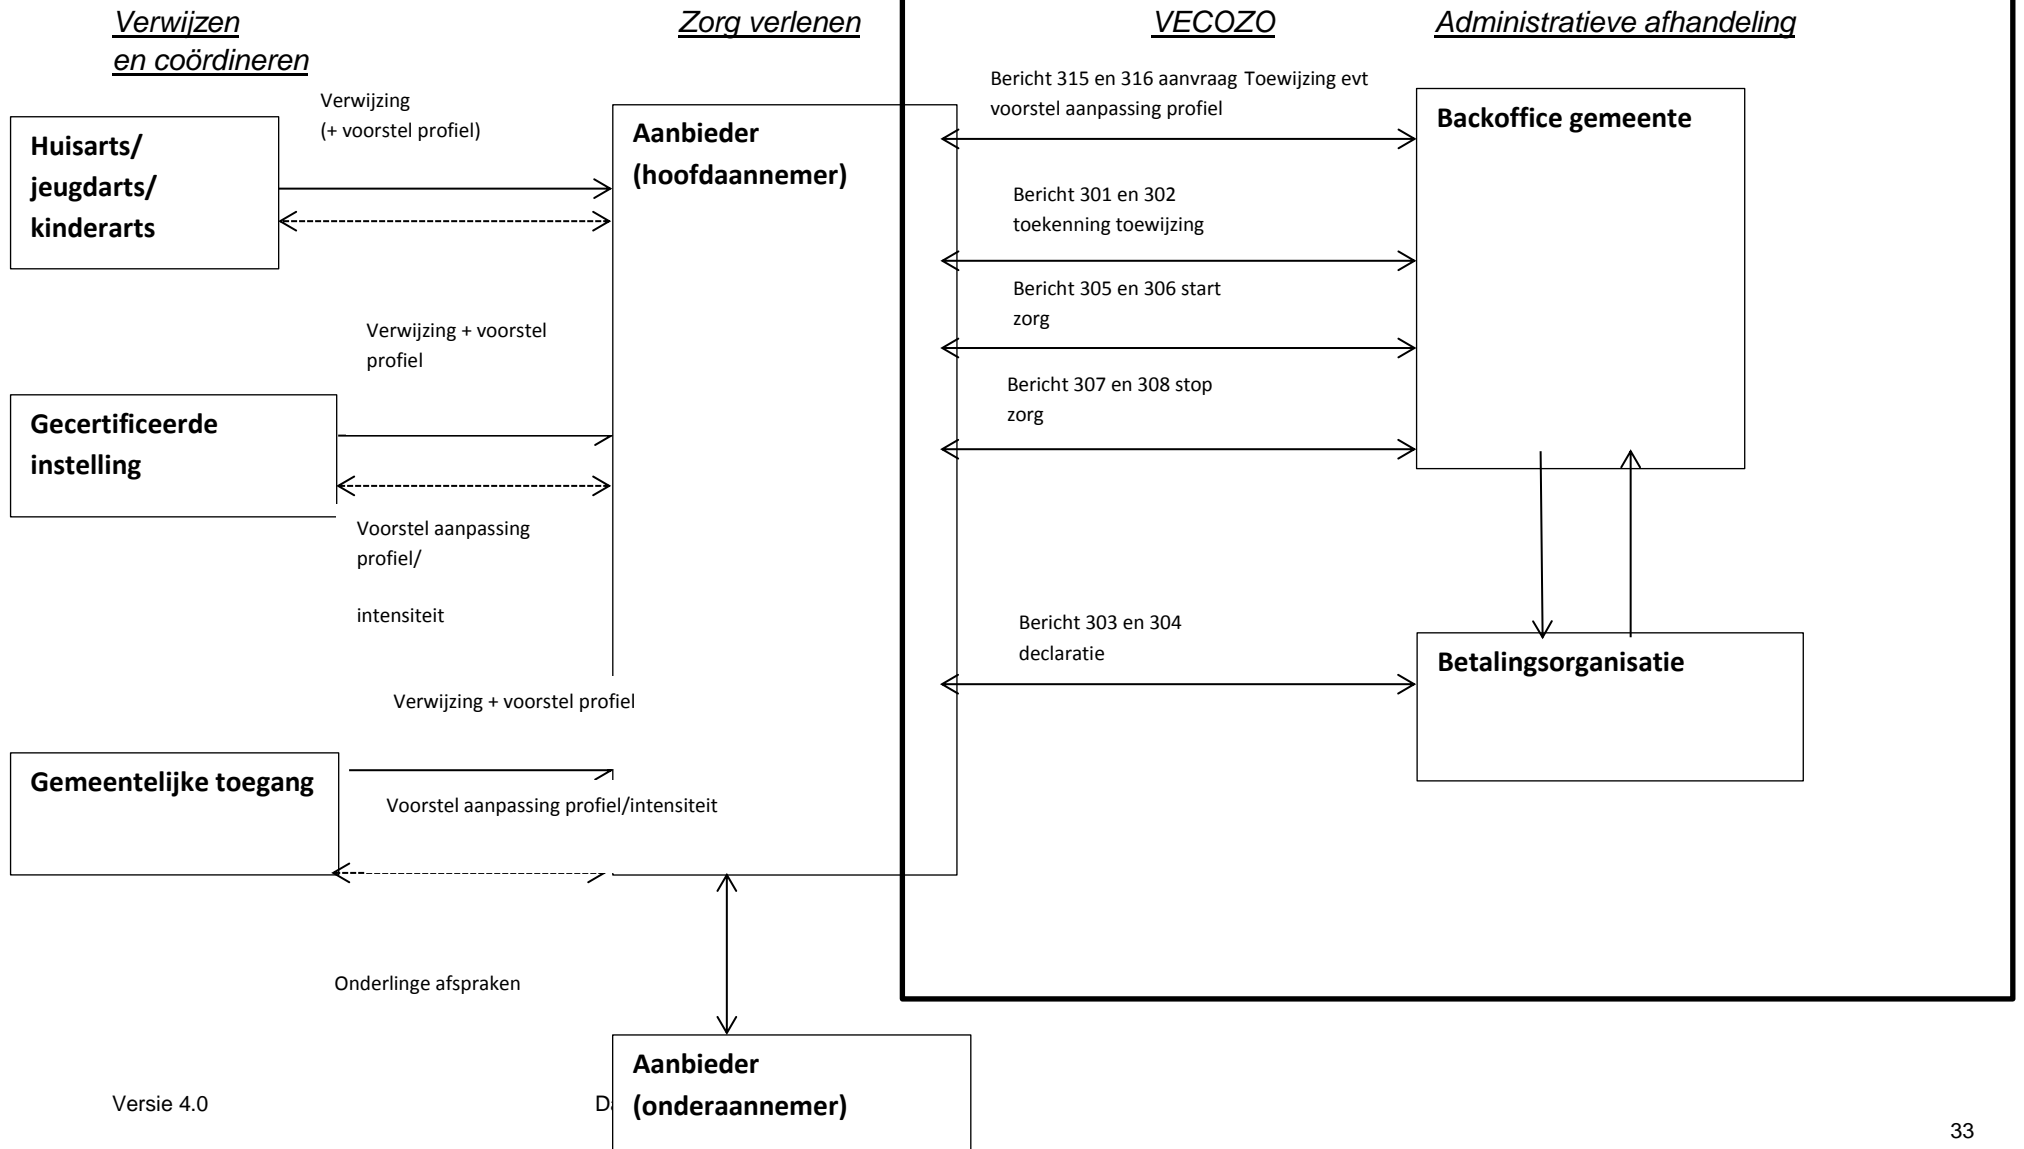 Verwijzen
en coördineren
Zorg verlenen
VECOZO
Administratieve afhandeling
Verwijzing
(+ voorstel profiel)
Huisarts/
jeugdarts/
kinderarts
Aanbieder
(hoofdaannemer)
Bericht 315 en 316 aanvraag Toewijzing evt
voorstel aanpassing profiel
Backoffice gemeente
Bericht 301 en 302
toekenning toewijzing
Bericht 305 en 306 start
zorg
Verwijzing + voorstel
profiel
Bericht 307 en 308 stop
zorg
Gecertificeerde
instelling
Voorstel aanpassing
profiel/
intensiteit
Bericht 303 en 304
declaratie
Betalingsorganisatie
Verwijzing + voorstel profiel
Gemeentelijke toegang
Voorstel aanpassing profiel/intensiteit
Onderlinge afspraken
Aanbieder
(onderaannemer)
Versie 4.0
33